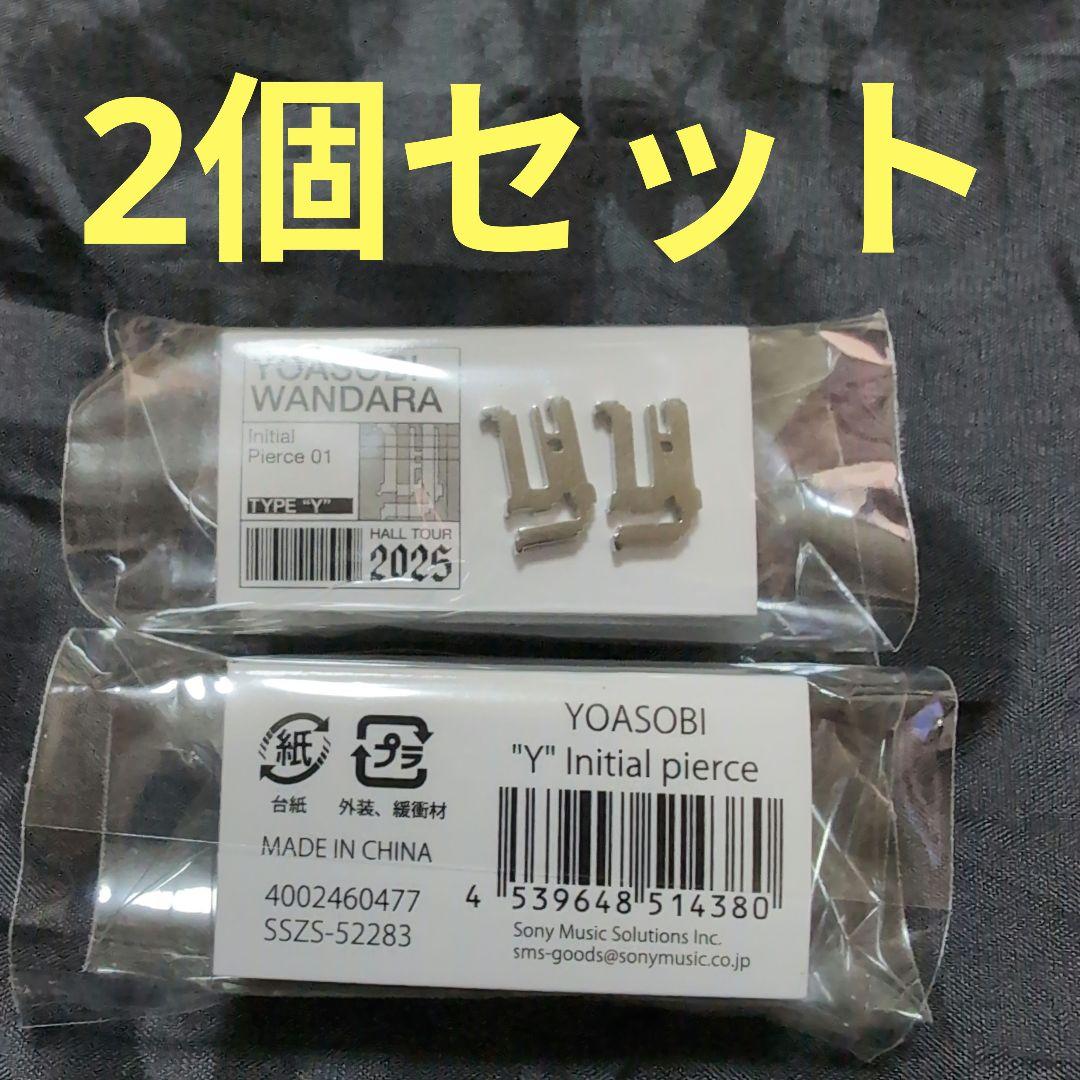 2個セット
YOASOBI
WANDARA
Initial
Pierce 01
TYPE "Y"
HALL TOUR
2025
紙
台紙
プラ
外装、緩衝材
MADE IN CHINA
4002460477
SSZS-52283
YOASOBI
"Y" Initial pierce
4 539648 514380
Sony Music Solutions Inc.
sms-goods@sonymusic.co.jp